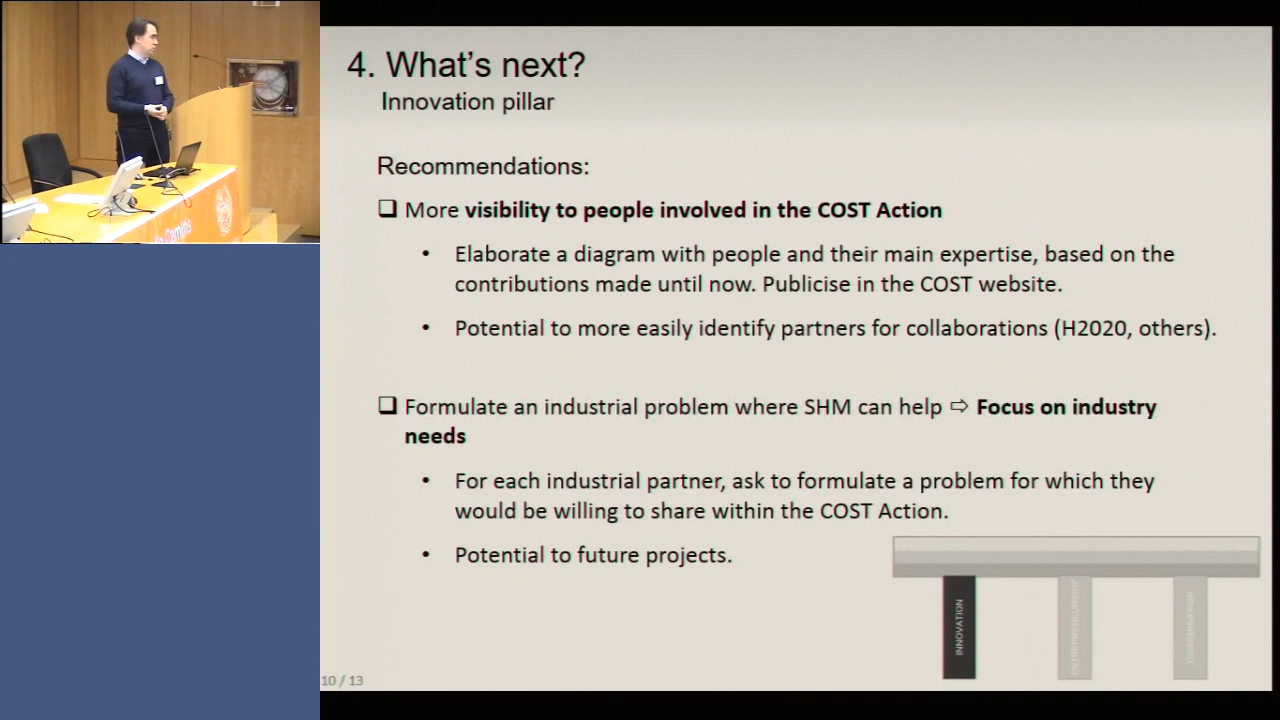 4. What's next?
Innovation pillar
Recommendations:
❑ More visibility to people involved in the COST Action
• Elaborate a diagram with people and their main expertise, based on the
contributions made until now. Publicise in the COST website.
• Potential to more easily identify partners for collaborations (H2020, others).
❑ Formulate an industrial problem where SHM can help ⇨ Focus on industry
needs
• For each industrial partner, ask to formulate a problem for which they
would be willing to share within the COST Action.
• Potential to future projects.
INNOVATION
10 / 13